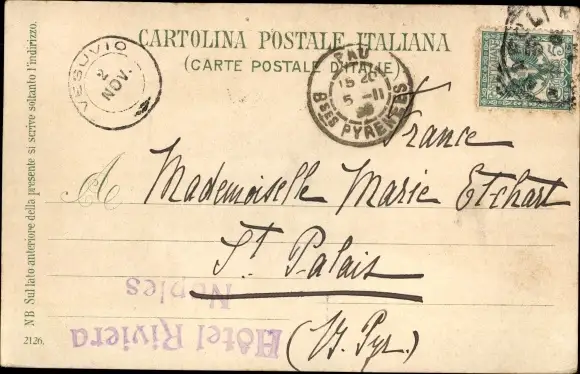 CARTOLINA POSTALE ITALIANA
(CARTE POSTALE D'ITALIE)
VESUVIO
2
NOV.
PAU
5 -11
Bses PYRENEES
France
A Mademoiselle Marie Etchart
St Palais
(B. Pyr.)
Hôtel Riviera
Naples
NB Sul lato anteriore della presente si scrive soltanto l'indirizzo.
2126.